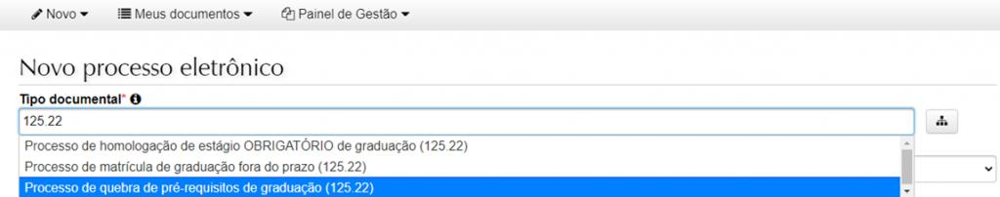 Novo Meus documentos Painel de Gestão
Novo processo eletrônico
Tipo documental*
125.22
Processo de homologação de estágio OBRIGATÓRIO de graduação (125.22)
Processo de matrícula de graduação fora do prazo (125.22)
Processo de quebra de pré-requisitos de graduação (125.22)